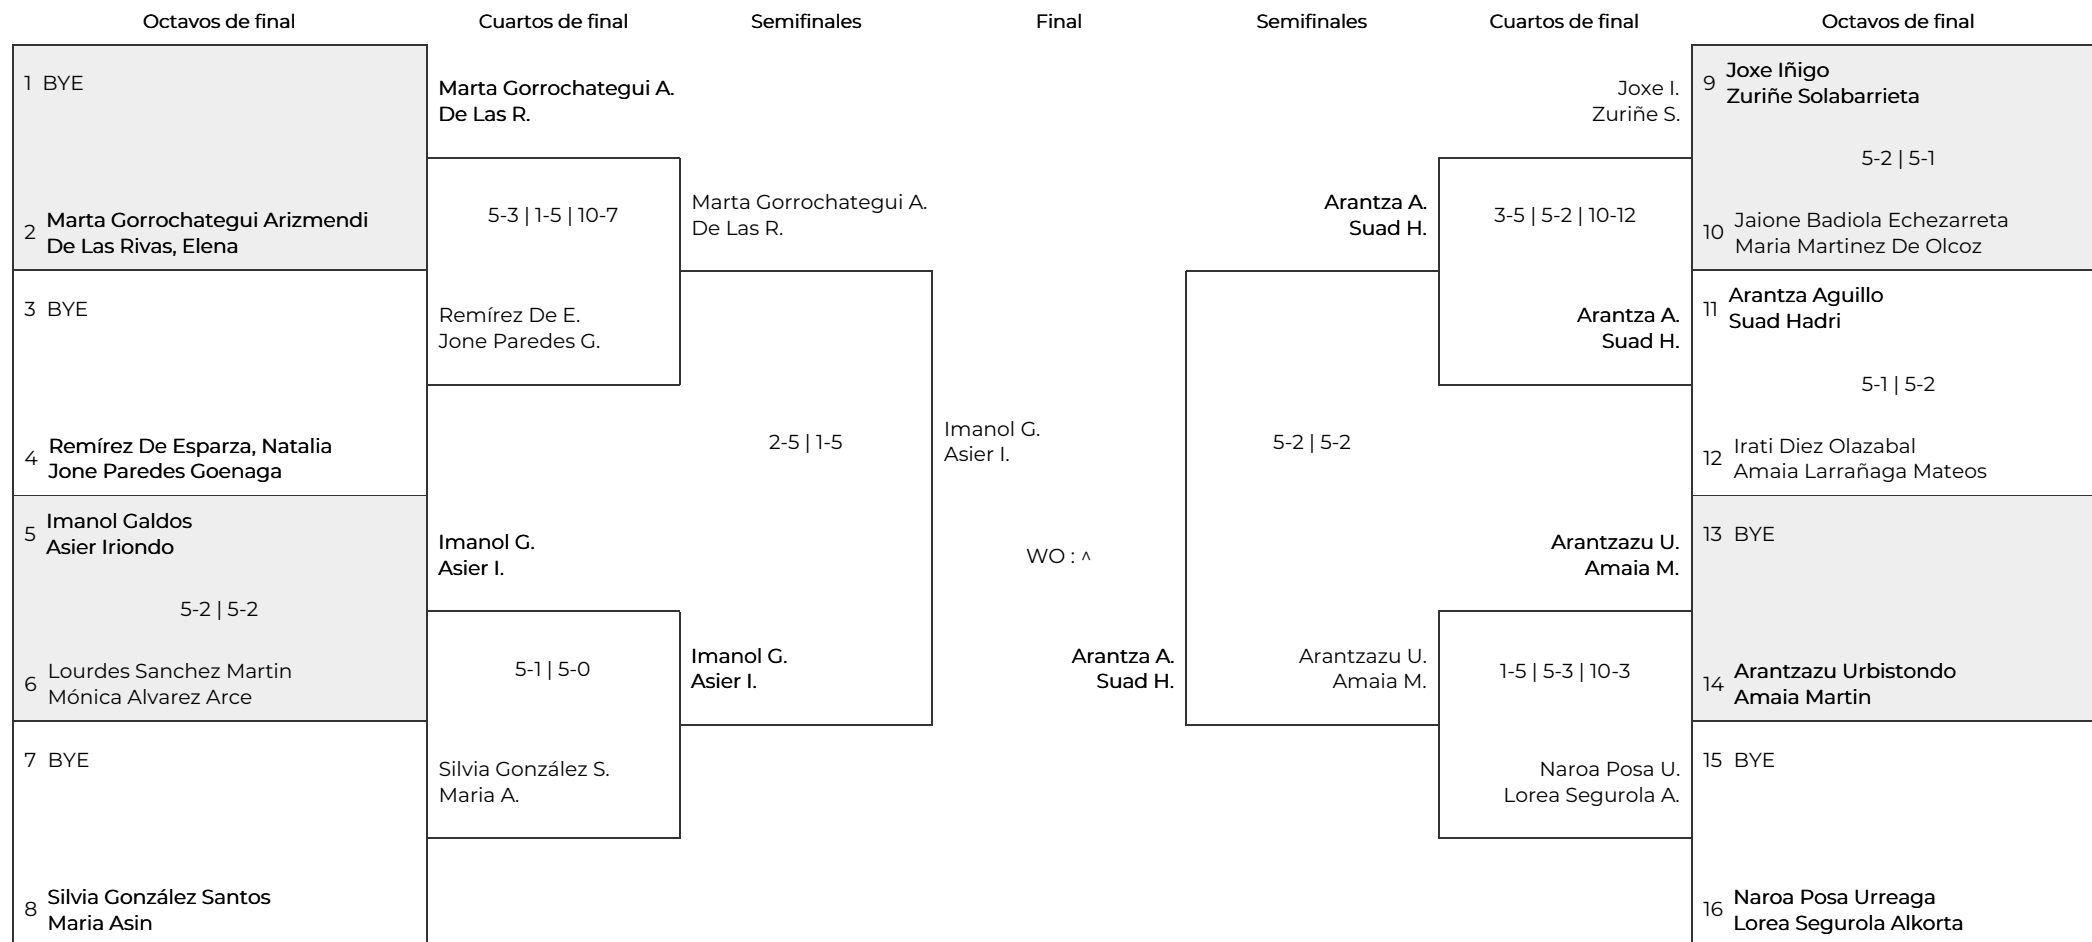 Octavos de final
Cuartos de final
Semifinales
Final
Semifinales
Cuartos de final
Octavos de final
1 BYE
2 Marta Gorrochategui Arizmendi
De Las Rivas, Elena
3 BYE
4 Remírez De Esparza, Natalia
Jone Paredes Goenaga
5 Imanol Galdos
Asier Iriondo
5-2 | 5-2
6 Lourdes Sanchez Martin
Mónica Alvarez Arce
7 BYE
8 Silvia González Santos
Maria Asin
Marta Gorrochategui A.
De Las R.
5-3 | 1-5 | 10-7
Remírez De E.
Jone Paredes G.
Imanol G.
Asier I.
5-1 | 5-0
Silvia González S.
Maria A.
Marta Gorrochategui A.
De Las R.
2-5 | 1-5
Imanol G.
Asier I.
Imanol G.
Asier I.
WO : ^
Arantza A.
Suad H.
Arantza A.
Suad H.
5-2 | 5-2
Arantzazu U.
Amaia M.
Joxe I.
Zuriñe S.
3-5 | 5-2 | 10-12
Arantza A.
Suad H.
Arantzazu U.
Amaia M.
1-5 | 5-3 | 10-3
Naroa Posa U.
Lorea Segurola A.
9 Joxe Iñigo
Zuriñe Solabarrieta
5-2 | 5-1
10 Jaione Badiola Echezarreta
Maria Martinez De Olcoz
11 Arantza Aguillo
Suad Hadri
5-1 | 5-2
12 Irati Diez Olazabal
Amaia Larrañaga Mateos
13 BYE
14 Arantzazu Urbistondo
Amaia Martin
15 BYE
16 Naroa Posa Urreaga
Lorea Segurola Alkorta